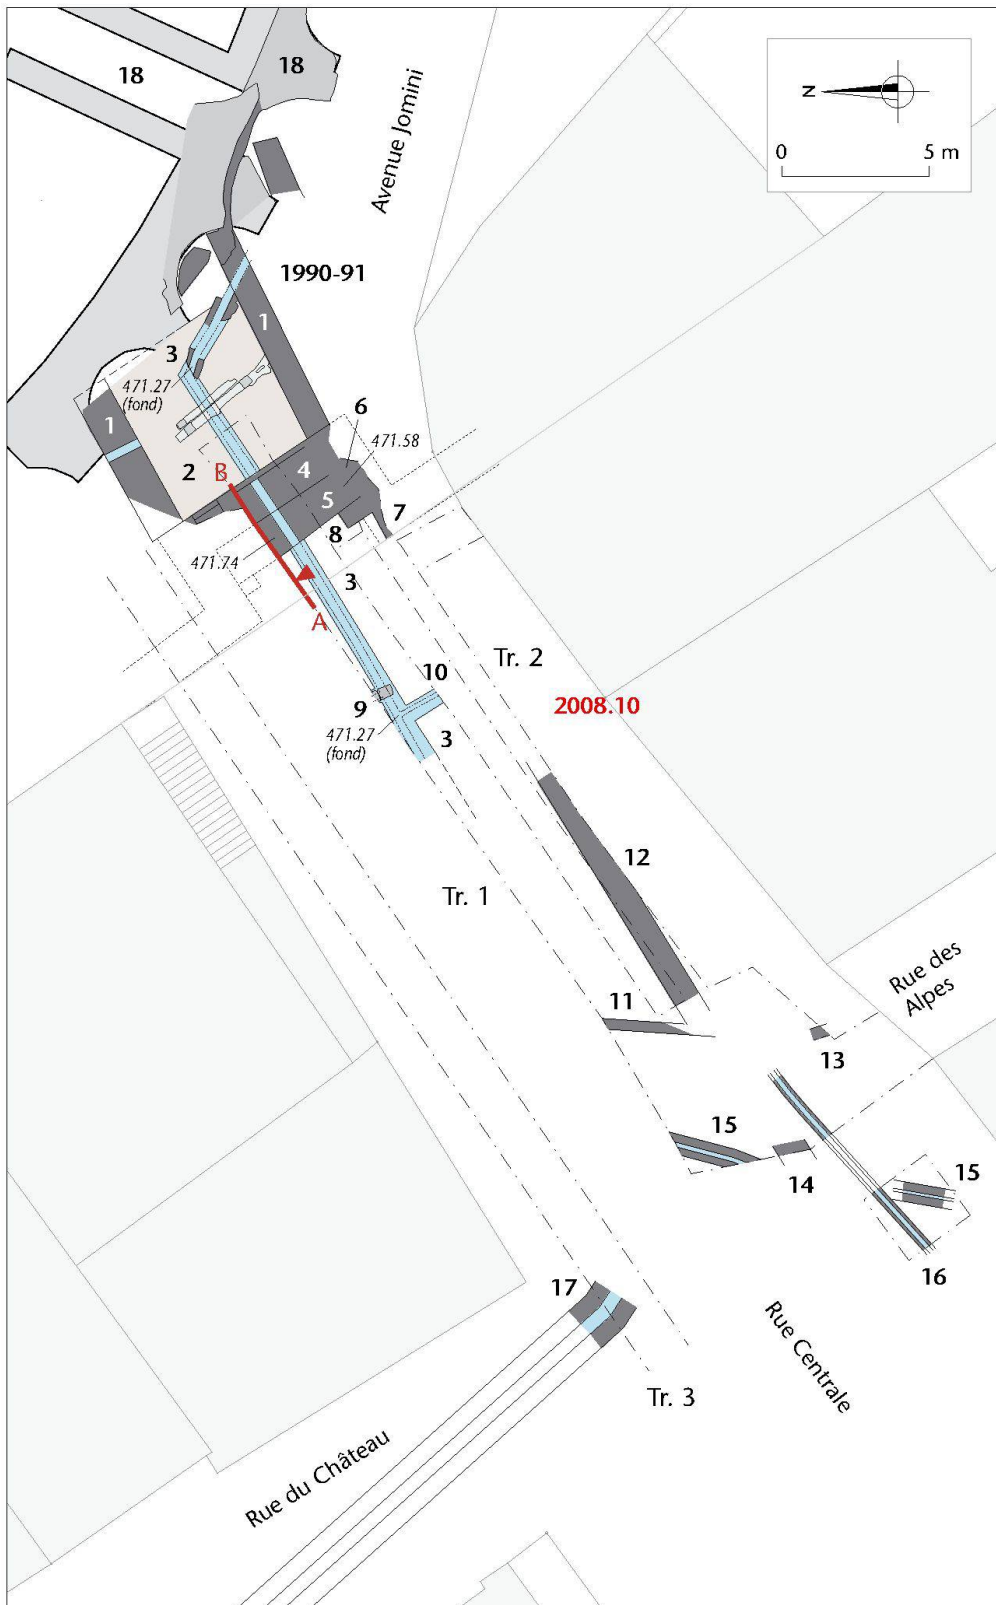 18
18
Avenue Jomini
N
0 5 m
1990-91
1
3
471.27
(fond)
1
6
471.58
2
B
4
5
7
8
471.74
3
A
Tr. 2
10
9
2008.10
471.27
(fond)
3
12
Tr. 1
Rue des
Alpes
11
13
15
14
15
16
17
Rue Centrale
Tr. 3
Rue du Château